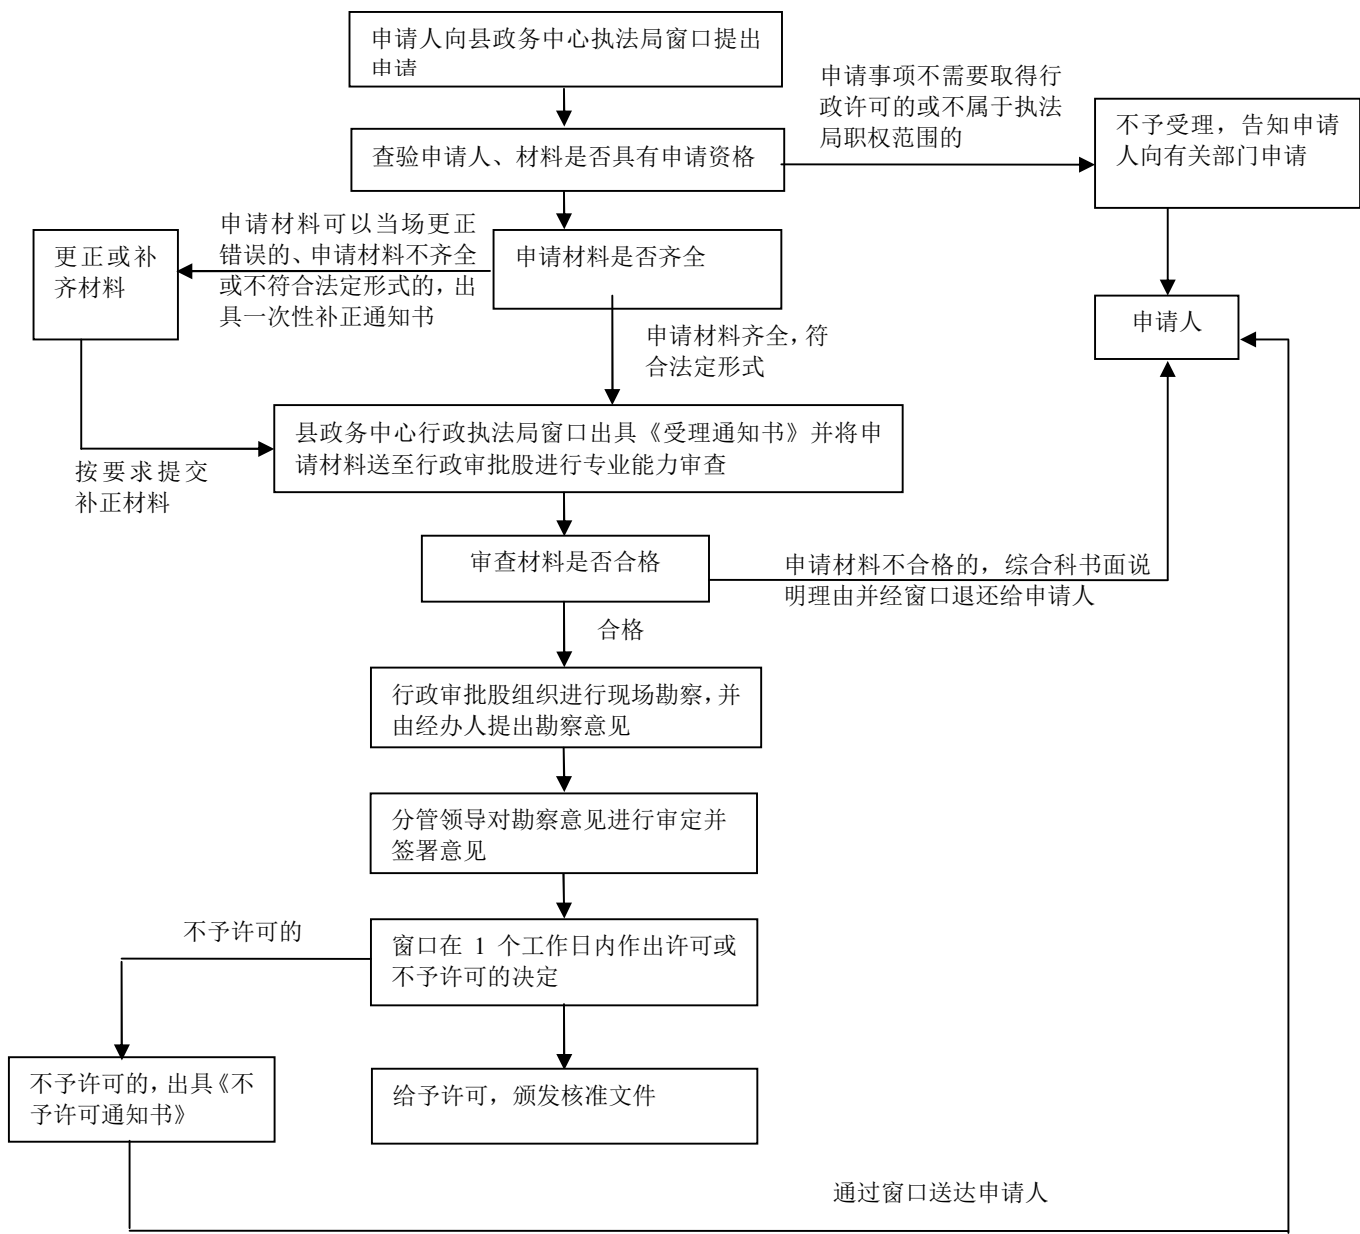 申请人向县政务中心执法局窗口提出
申请
申请事项不需要取得行
政许可的或不属于执法
局职权范围的
不予受理，告知申请
人向有关部门申请
查验申请人、材料是否具有申请资格
申请材料可以当场更正
错误的、申请材料不齐全
或不符合法定形式的，出
具一次性补正通知书
更正或补
齐材料
申请材料是否齐全
申请人
申请材料齐全，符
合法定形式
县政务中心行政执法局窗口出具《受理通知书》并将申
请材料送至行政审批股进行专业能力审查
按要求提交
补正材料
审查材料是否合格
申请材料不合格的，综合科书面说
明理由并经窗口退还给申请人
合格
行政审批股组织进行现场勘察，并
由经办人提出勘察意见
分管领导对勘察意见进行审定并
签署意见
不予许可的
窗口在 1 个工作日内作出许可或
不予许可的决定
不予许可的，出具《不
予许可通知书》
给予许可，颁发核准文件
通过窗口送达申请人